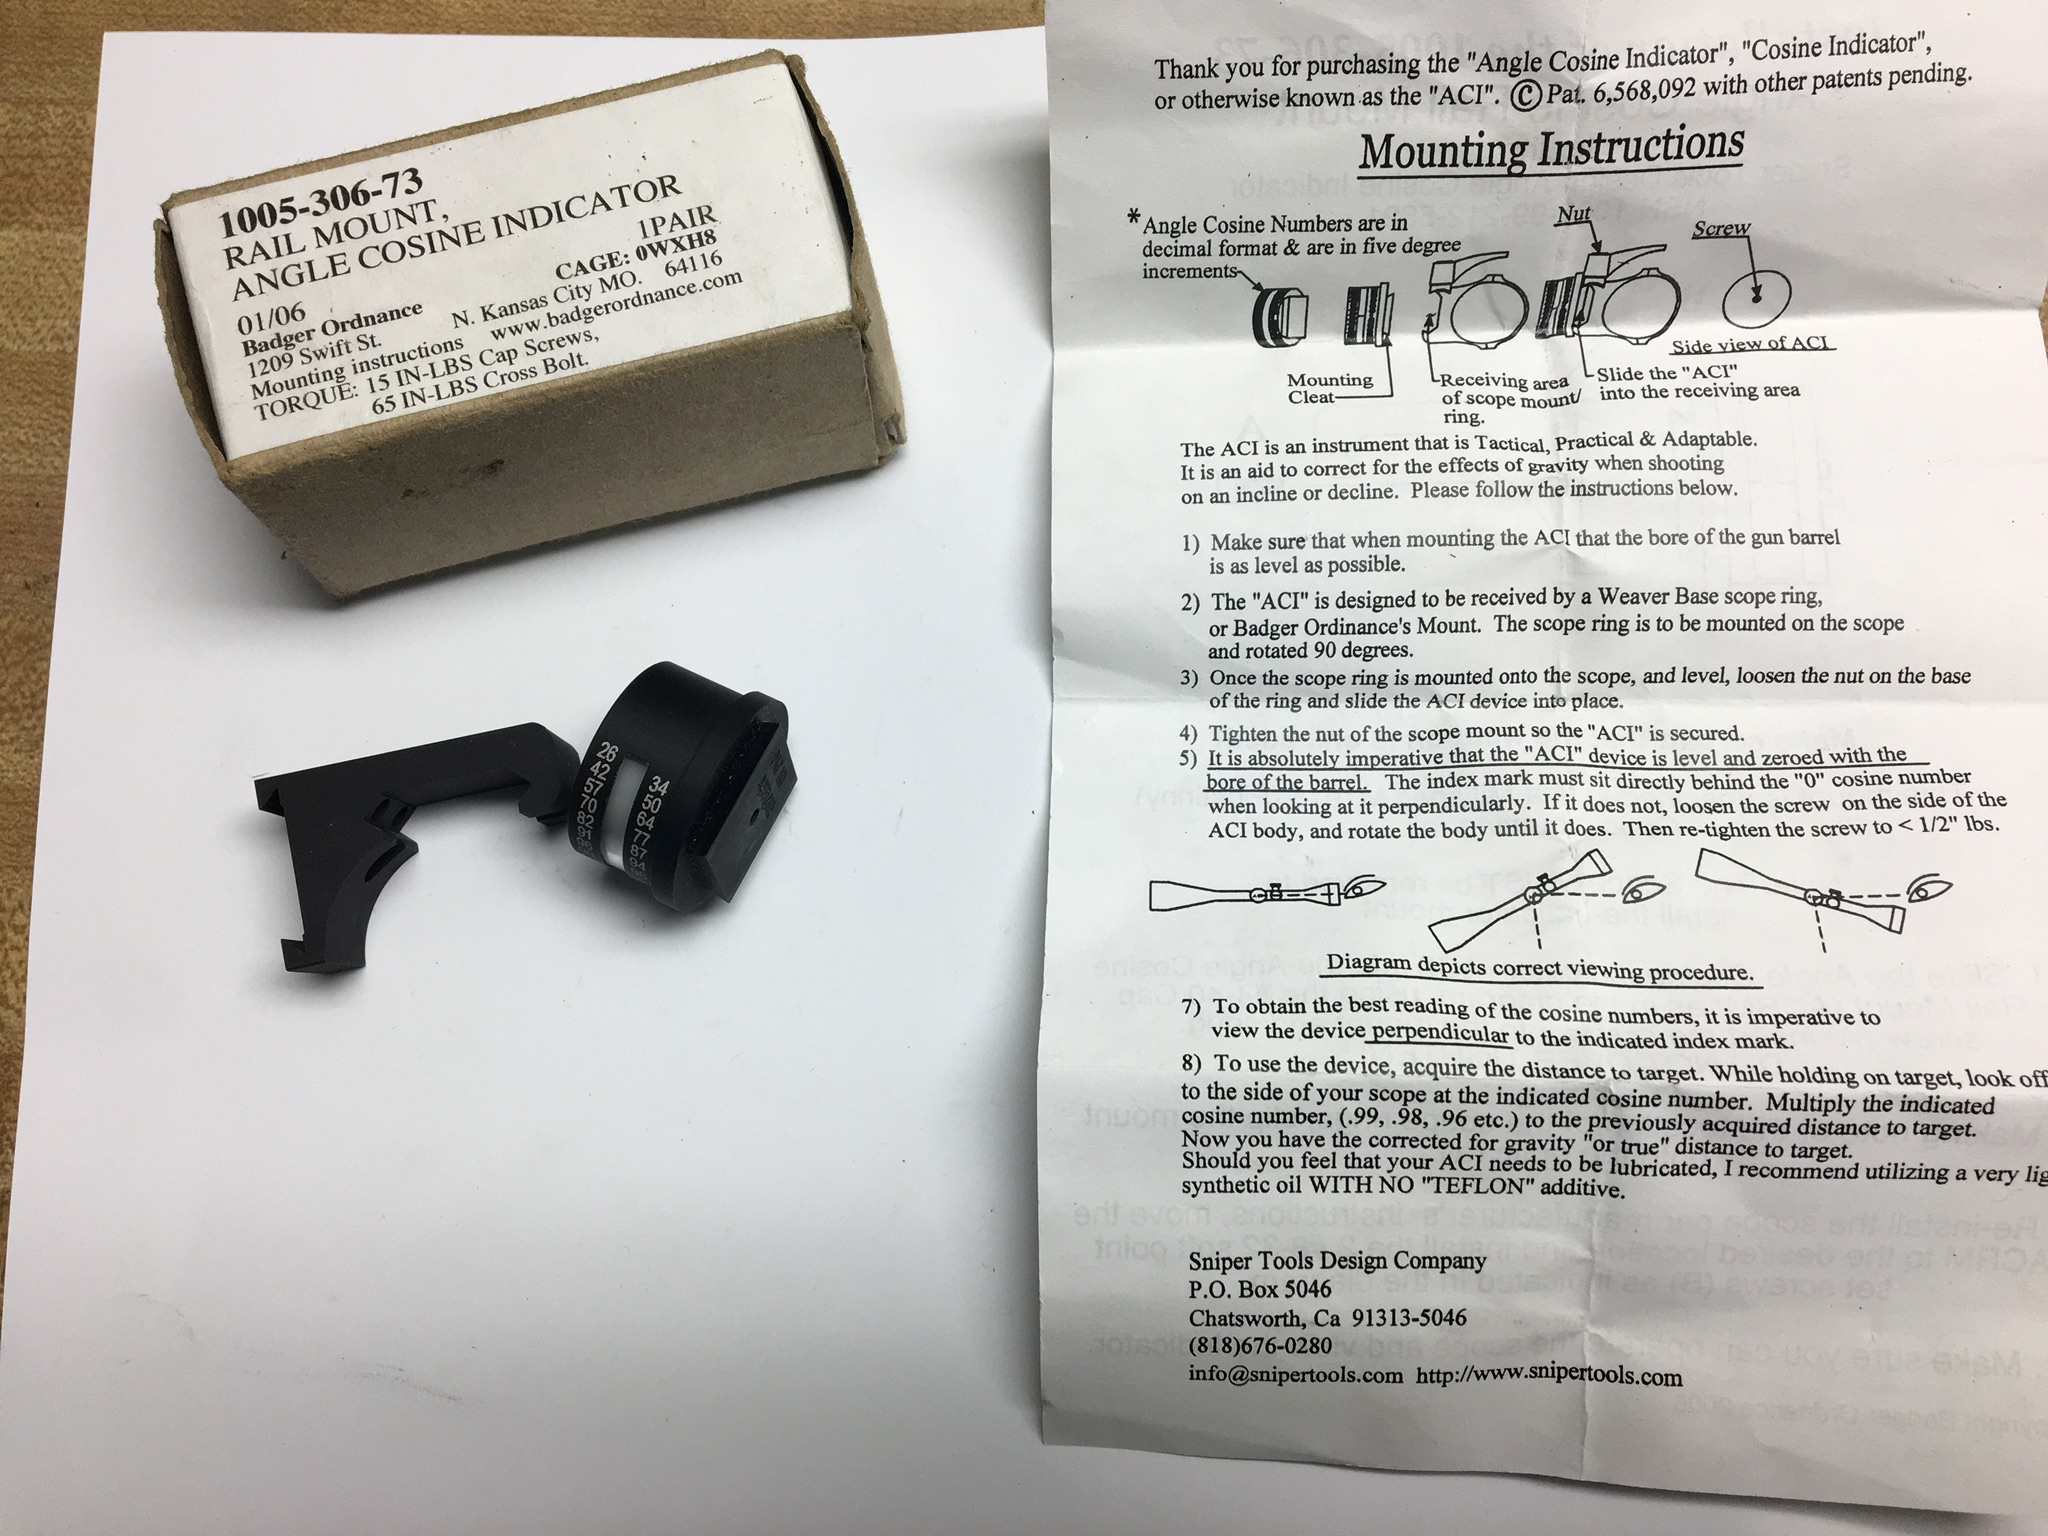 1005-306-73
RAIL MOUNT,
ANGLE COSINE INDICATOR
1PAIR
01/06 CAGE: 0WXH8
Badger Ordnance N. Kansas City MO. 64116
1209 Swift St. www.badgerordnance.com
Mounting instructions
TORQUE: 15 IN-LBS Cap Screws,
65 IN-LBS Cross Bolt.
26
42
57
70
82
91
34
50
64
77
87
94
Thank you for purchasing the "Angle Cosine Indicator", "Cosine Indicator",
or otherwise known as the "ACI". © Pat. 6,568,092 with other patents pending.
Mounting Instructions
* Angle Cosine Numbers are in
decimal format & are in five degree
increments
Nut
Screw
Side view of ACI
Mounting
Cleat
Receiving area
of scope mount/
ring.
Slide the "ACI"
into the receiving area
The ACI is an instrument that is Tactical, Practical & Adaptable.
It is an aid to correct for the effects of gravity when shooting
on an incline or decline. Please follow the instructions below.
1) Make sure that when mounting the ACI that the bore of the gun barrel
is as level as possible.
2) The "ACI" is designed to be received by a Weaver Base scope ring,
or Badger Ordinance's Mount. The scope ring is to be mounted on the scope
and rotated 90 degrees.
3) Once the scope ring is mounted onto the scope, and level, loosen the nut on the base
of the ring and slide the ACI device into place.
4) Tighten the nut of the scope mount so the "ACI" is secured.
5) It is absolutely imperative that the "ACI" device is level and zeroed with the
bore of the barrel. The index mark must sit directly behind the "0" cosine number
when looking at it perpendicularly. If it does not, loosen the screw on the side of the
ACI body, and rotate the body until it does. Then re-tighten the screw to < 1/2" lbs.
Diagram depicts correct viewing procedure.
7) To obtain the best reading of the cosine numbers, it is imperative to
view the device perpendicular to the indicated index mark.
8) To use the device, acquire the distance to target. While holding on target, look off
to the side of your scope at the indicated cosine number. Multiply the indicated
cosine number, (.99, .98, .96 etc.) to the previously acquired distance to target.
Now you have the corrected for gravity "or true" distance to target.
Should you feel that your ACI needs to be lubricated, I recommend utilizing a very lig
synthetic oil WITH NO "TEFLON" additive.
Sniper Tools Design Company
P.O. Box 5046
Chatsworth, Ca 91313-5046
(818)676-0280
info@snipertools.com http://www.snipertools.com